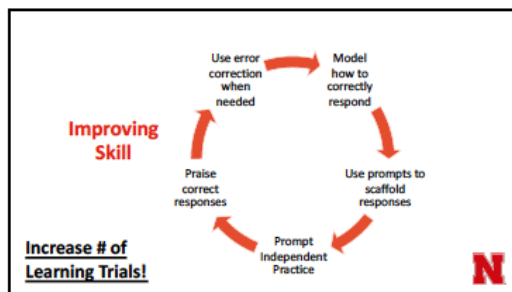 Use error
correction
when
needed
Model
how to
correctly
respond
Improving
Skill
Praise
correct
responses
Use prompts to
scaffold
responses
Prompt
Independent
Practice
Increase # of
Learning Trials!
N